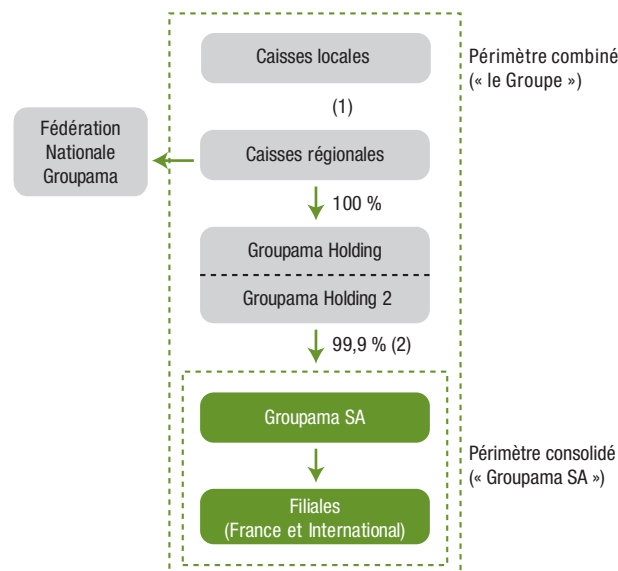 Caisses locales
Périmètre combiné
(« le Groupe »)
(1)
Fédération
Nationale
Groupama
Caisses régionales
100 %
Groupama Holding
Groupama Holding 2
99,9 % (2)
Groupama SA
Périmètre consolidé
(« Groupama SA »)
Filiales
(France et International)